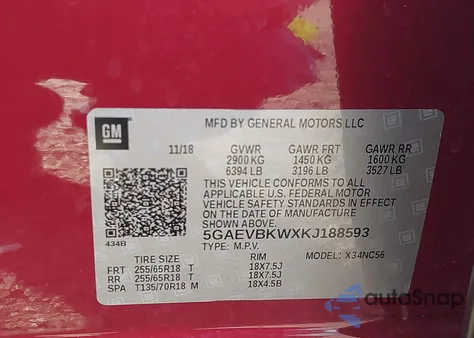 GM
MFD BY GENERAL MOTORS LLC
11/18 GVWR GAWR FRT GAWR RR
2900 KG 1450 KG 1600 KG
6394 LB 3196 LB 3527 LB
THIS VEHICLE CONFORMS TO ALL
APPLICABLE U.S. FEDERAL MOTOR
VEHICLE SAFETY STANDARDS IN EFFECT
ON THE DATE OF MANUFACTURE
SHOWN ABOVE.
5GAEVBKWXKJ188593
434B TYPE: M.P.V.
TIRE SIZE RIM MODEL: X34NC56
FRT 255/65R18 T 18X7.5J
RR 255/65R18 T 18X7.5J
SPA T135/70R18 M 18X4.5B
autoSnap